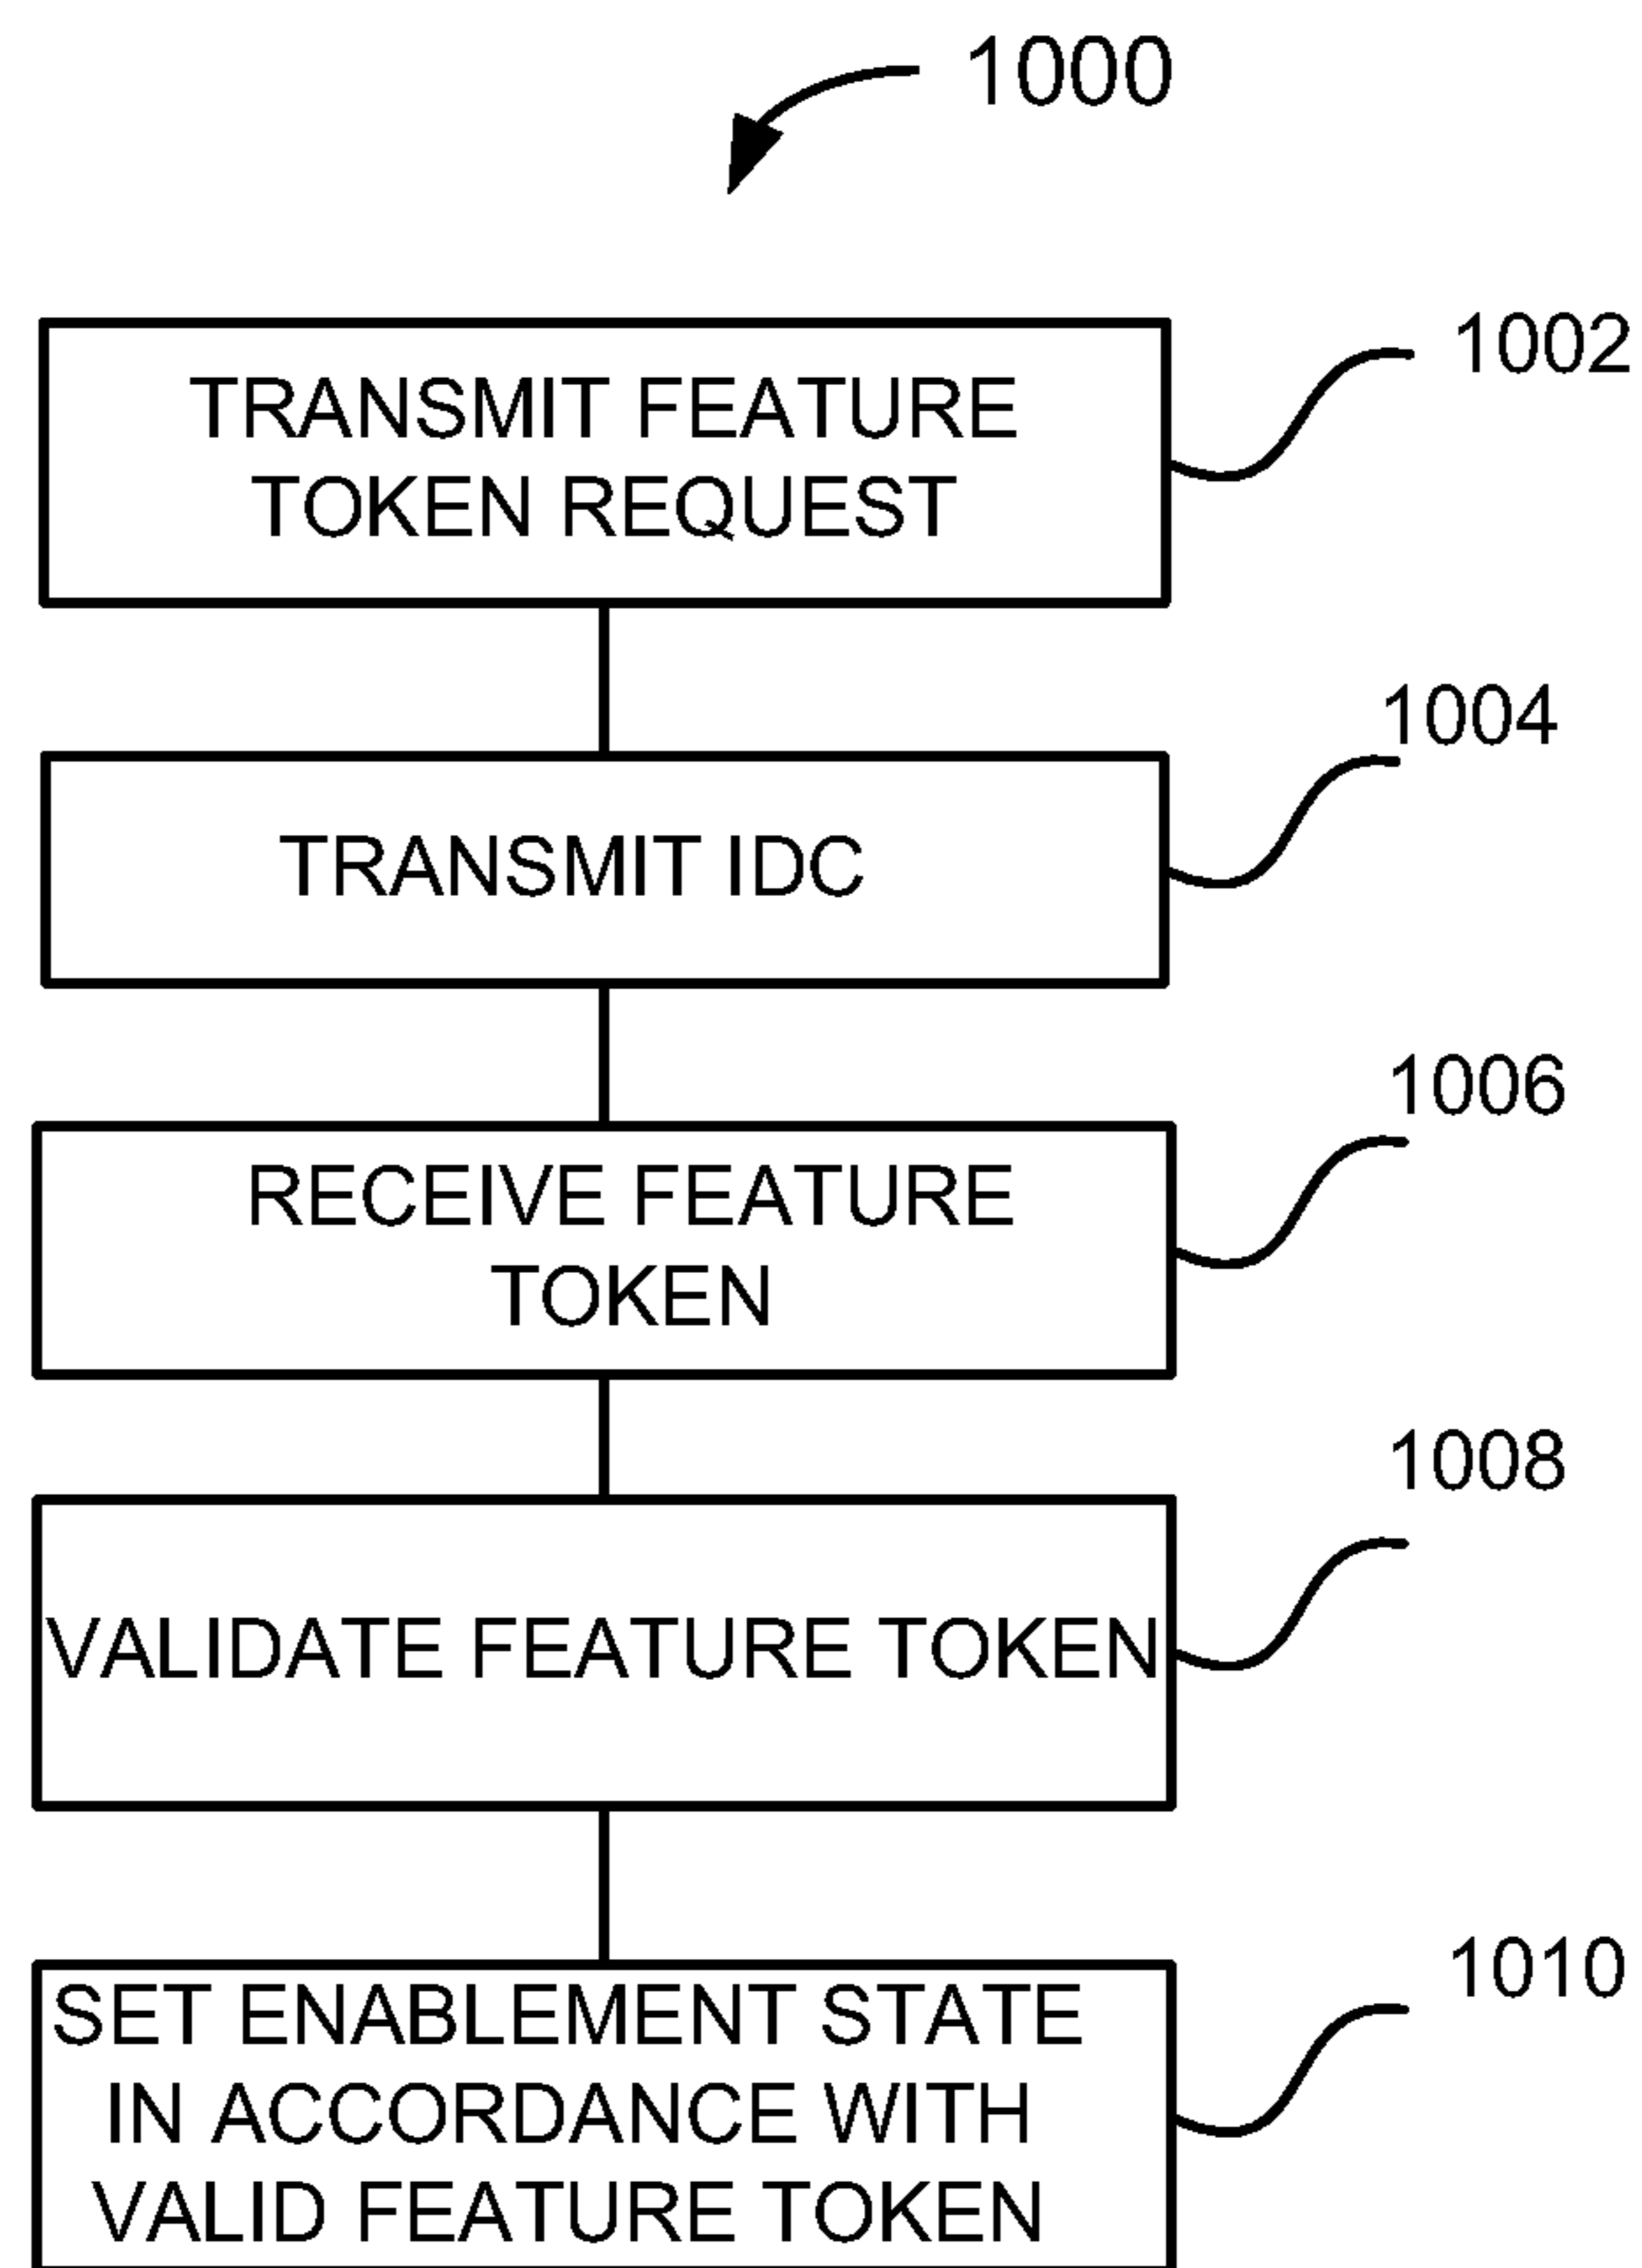 1000
1002
TRANSMIT FEATURE
TOKEN REQUEST
1004
TRANSMIT IDC
1006
RECEIVE FEATURE
TOKEN
1008
VALIDATE FEATURE TOKEN
1010
SET ENABLEMENT STATE
IN ACCORDANCE WITH
VALID FEATURE TOKEN